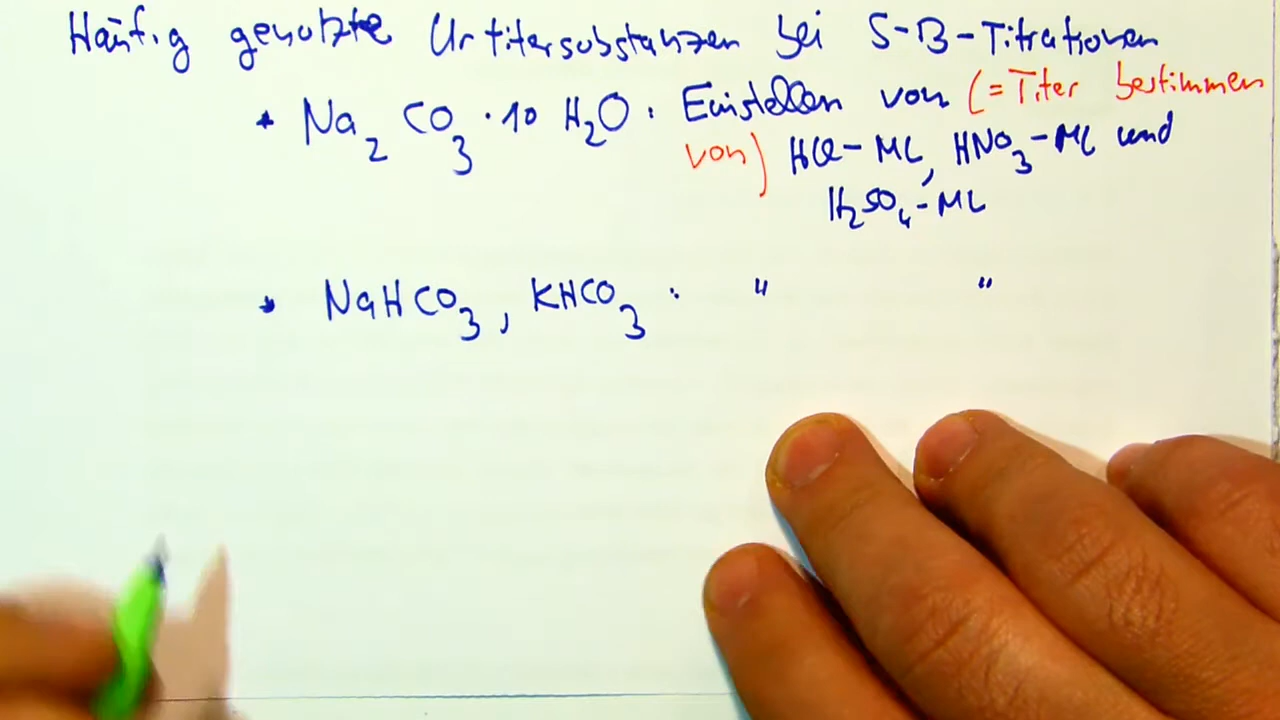 Häufig genutzte Urtitersubstanzen bei S-B-Titrationen
* Na2CO3 · 10 H2O: Einstellen von (= Titer bestimmen
von) HCl-ML, HNO3-ML und
H2SO4-ML
* NaHCO3, KHCO3: " "